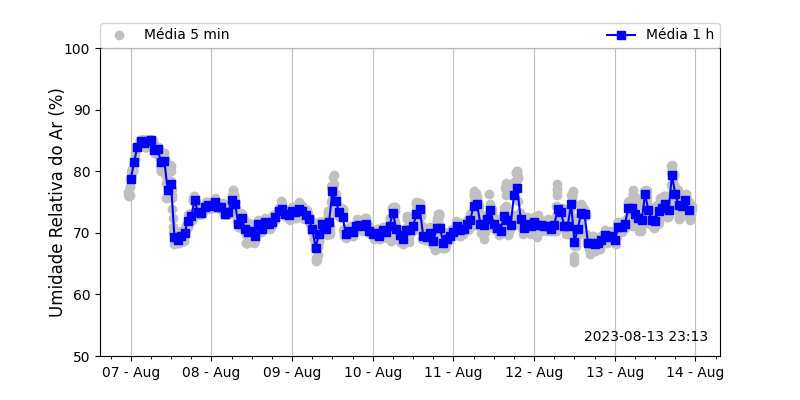 Média 5 min
Média 1 h
100
90
80
70
60
50
Umidade Relativa do Ar (%)
2023-08-13 23:13
07 - Aug
08 - Aug
09 - Aug
10 - Aug
11 - Aug
12 - Aug
13 - Aug
14 - Aug